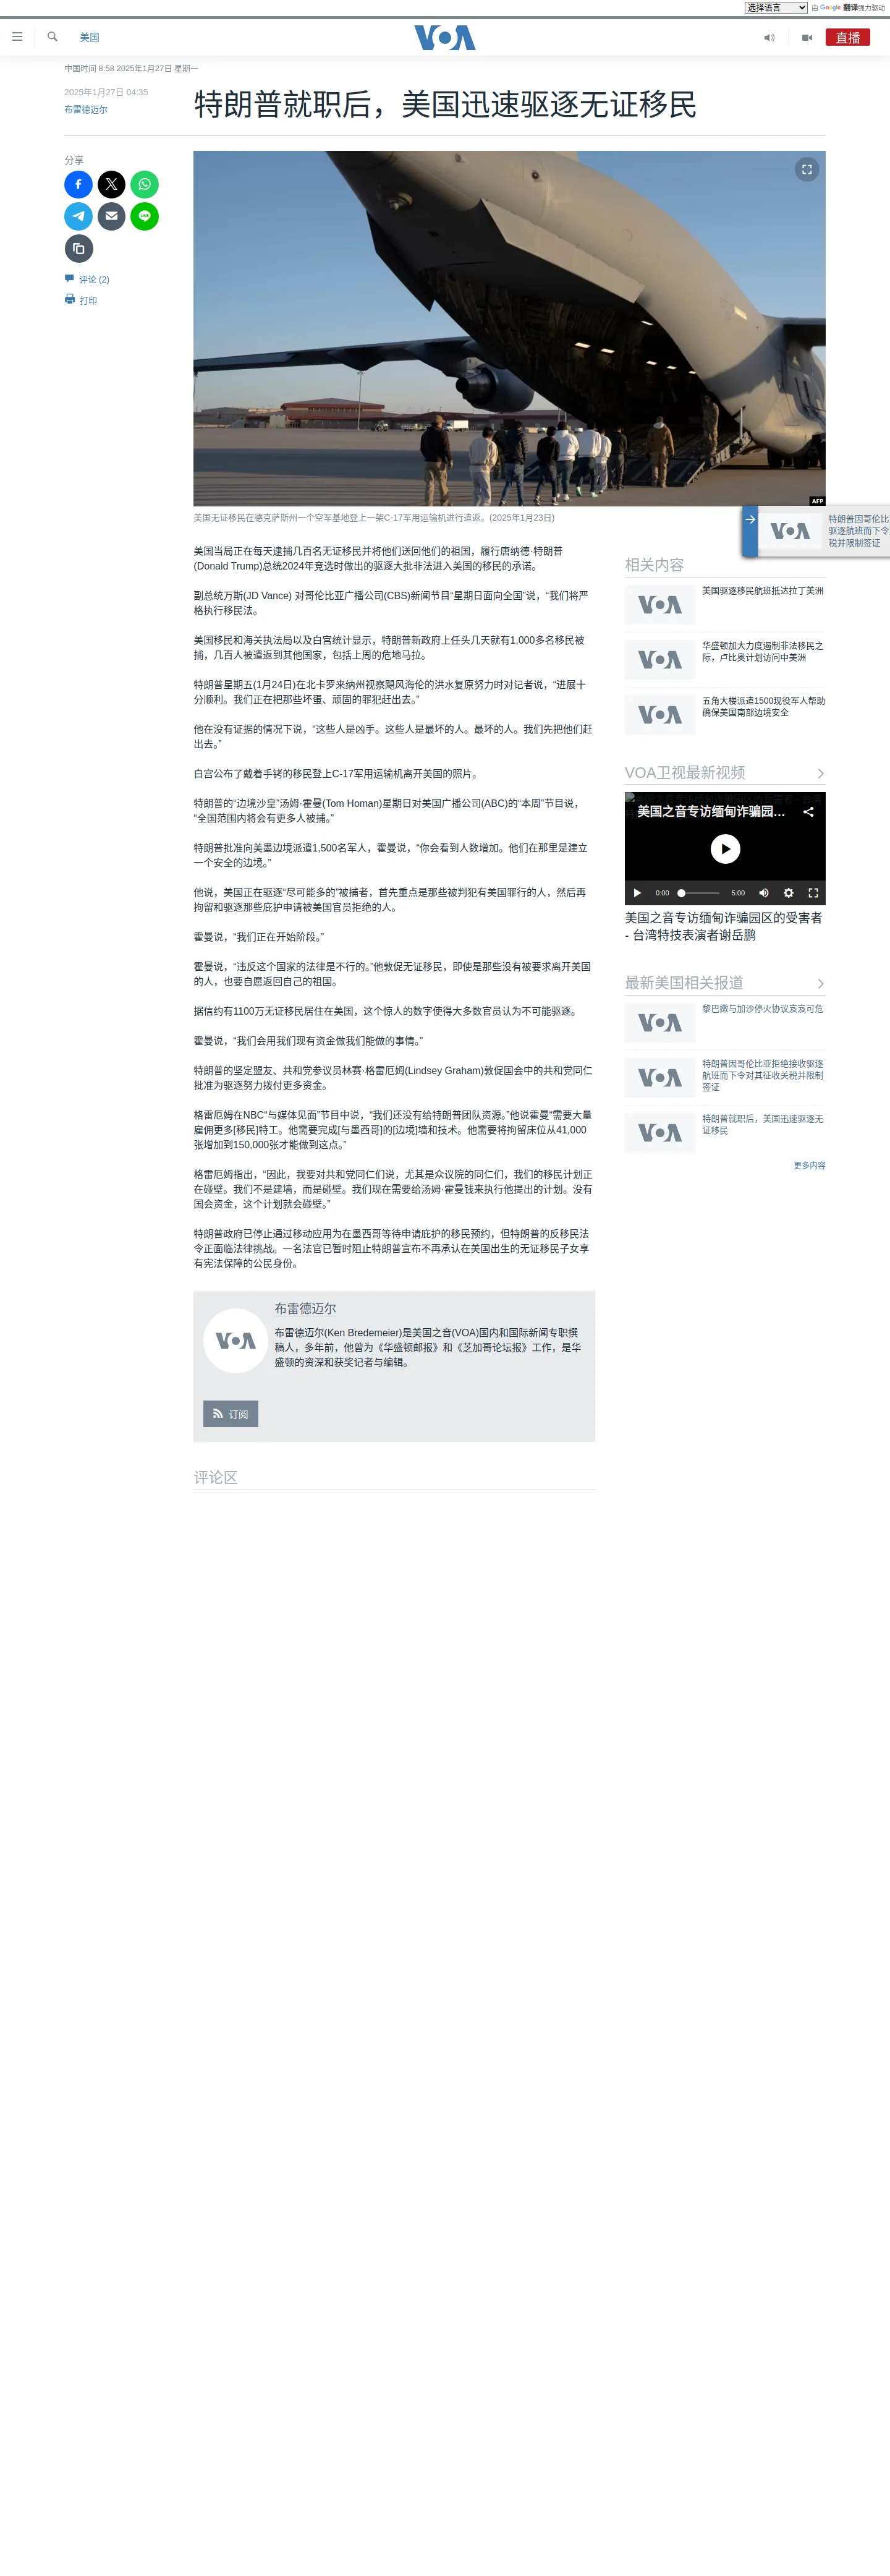 选择语言
由 Google 翻译强力驱动
美国
VOA
直播
中国时间 8:58 2025年1月27日 星期一
2025年1月27日 04:35
布雷德迈尔
特朗普就职后，美国迅速驱逐无证移民
分享
LINE
评论 (2)
打印
AFP
美国无证移民在德克萨斯州一个空军基地登上一架C-17军用运输机进行遣返。(2025年1月23日)
VOA
特朗普因哥伦比
驱逐航班而下令
税并限制签证
美国当局正在每天逮捕几百名无证移民并将他们送回他们的祖国，履行唐纳德·特朗普
(Donald Trump)总统2024年竞选时做出的驱逐大批非法进入美国的移民的承诺。
副总统万斯(JD Vance) 对哥伦比亚广播公司(CBS)新闻节目“星期日面向全国”说，“我们将严
格执行移民法。
美国移民和海关执法局以及白宫统计显示，特朗普新政府上任头几天就有1,000多名移民被
捕，几百人被遣返到其他国家，包括上周的危地马拉。
特朗普星期五(1月24日)在北卡罗来纳州视察飓风海伦的洪水复原努力时对记者说，“进展十
分顺利。我们正在把那些坏蛋、顽固的罪犯赶出去。”
他在没有证据的情况下说，“这些人是凶手。这些人是最坏的人。最坏的人。我们先把他们赶
出去。”
白宫公布了戴着手铐的移民登上C-17军用运输机离开美国的照片。
特朗普的“边境沙皇”汤姆·霍曼(Tom Homan)星期日对美国广播公司(ABC)的“本周”节目说，
“全国范围内将会有更多人被捕。”
特朗普批准向美墨边境派遣1,500名军人，霍曼说，“你会看到人数增加。他们在那里是建立
一个安全的边境。”
他说，美国正在驱逐“尽可能多的”被捕者，首先重点是那些被判犯有美国罪行的人，然后再
拘留和驱逐那些庇护申请被美国官员拒绝的人。
霍曼说，“我们正在开始阶段。”
霍曼说，“违反这个国家的法律是不行的。”他敦促无证移民，即使是那些没有被要求离开美国
的人，也要自愿返回自己的祖国。
据信约有1100万无证移民居住在美国，这个惊人的数字使得大多数官员认为不可能驱逐。
霍曼说，“我们会用我们现有资金做我们能做的事情。”
特朗普的坚定盟友、共和党参议员林赛·格雷厄姆(Lindsey Graham)敦促国会中的共和党同仁
批准为驱逐努力拨付更多资金。
格雷厄姆在NBC“与媒体见面”节目中说，“我们还没有给特朗普团队资源。”他说霍曼“需要大量
雇佣更多[移民]特工。他需要完成[与墨西哥]的[边境]墙和技术。他需要将拘留床位从41,000
张增加到150,000张才能做到这点。”
格雷厄姆指出，“因此，我要对共和党同仁们说，尤其是众议院的同仁们，我们的移民计划正
在碰壁。我们不是建墙，而是碰壁。我们现在需要给汤姆·霍曼钱来执行他提出的计划。没有
国会资金，这个计划就会碰壁。”
特朗普政府已停止通过移动应用为在墨西哥等待申请庇护的移民预约，但特朗普的反移民法
令正面临法律挑战。一名法官已暂时阻止特朗普宣布不再承认在美国出生的无证移民子女享
有宪法保障的公民身份。
VOA
布雷德迈尔
布雷德迈尔(Ken Bredemeier)是美国之音(VOA)国内和国际新闻专职撰
稿人，多年前，他曾为《华盛顿邮报》和《芝加哥论坛报》工作，是华
盛顿的资深和获奖记者与编辑。
订阅
评论区
相关内容
VOA
美国驱逐移民航班抵达拉丁美洲
VOA
华盛顿加大力度遏制非法移民之
际，卢比奥计划访问中美洲
VOA
五角大楼派遣1500现役军人帮助
确保美国南部边境安全
VOA卫视最新视频
美国之音专访缅甸诈骗园…
0:00
5:00
美国之音专访缅甸诈骗园区的受害者
- 台湾特技表演者谢岳鹏
最新美国相关报道
VOA
黎巴嫩与加沙停火协议岌岌可危
VOA
特朗普因哥伦比亚拒绝接收驱逐
航班而下令对其征收关税并限制
签证
VOA
特朗普就职后，美国迅速驱逐无
证移民
更多内容